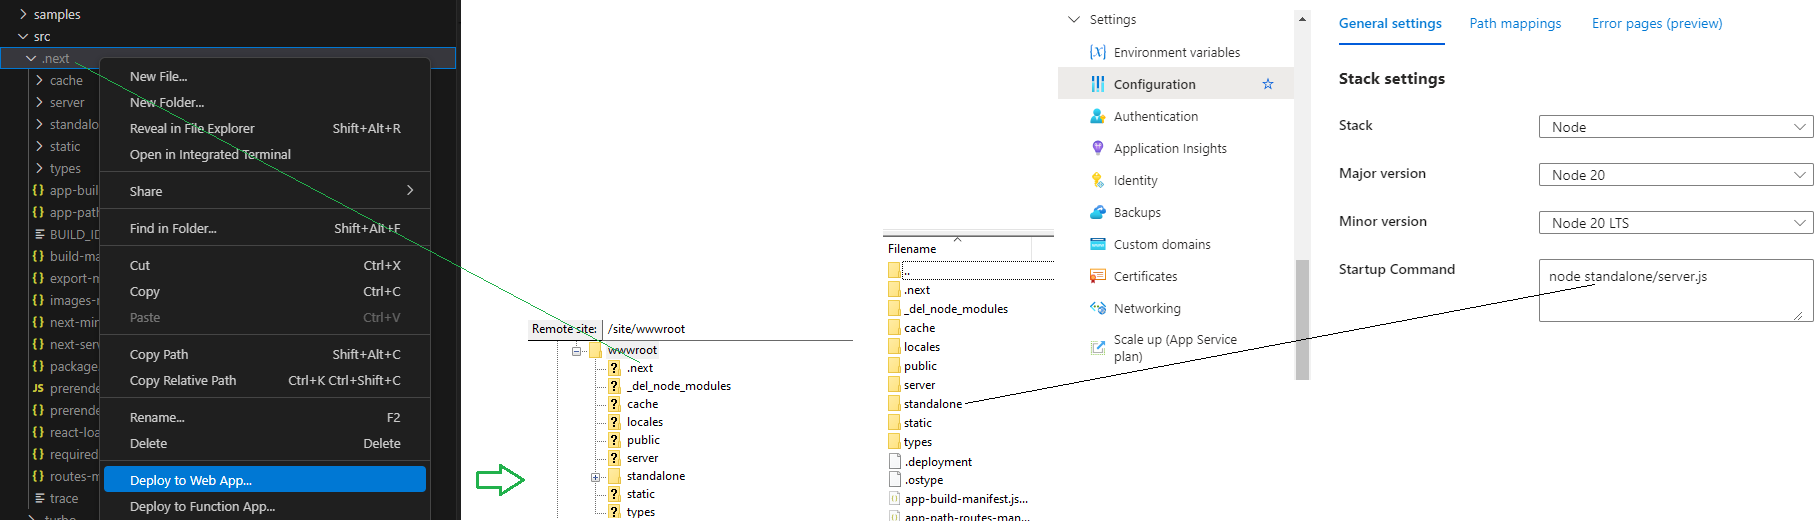 samples
src
.next
cache
server
standalo
static
types
app-buil
app-path
BUILD_ID
build-ma
export-m
images-m
next-min
next-serv
package.
prerende
prerende
react-loa
required
routes-m
trace
turbo
New File...
New Folder...
Reveal in File Explorer Shift+Alt+R
Open in Integrated Terminal
Share
Find in Folder... Shift+Alt+F
Cut Ctrl+X
Copy Ctrl+C
Paste Ctrl+V
Copy Path Shift+Alt+C
Copy Relative Path Ctrl+K Ctrl+Shift+C
Rename... F2
Delete Delete
Deploy to Web App...
Deploy to Function App...
Remote site: /site/wwwroot
wwwroot
.next
_del_node_modules
cache
locales
public
server
standalone
static
types
Filename
..
.next
_del_node_modules
cache
locales
public
server
standalone
static
types
.deployment
.ostype
app-build-manifest.js...
app-path-routes-man...
Settings
Environment variables
Configuration
Authentication
Application Insights
Identity
Backups
Custom domains
Certificates
Networking
Scale up (App Service
plan)
General settings Path mappings Error pages (preview)
Stack settings
Stack Node
Major version Node 20
Minor version Node 20 LTS
Startup Command node standalone/server.js